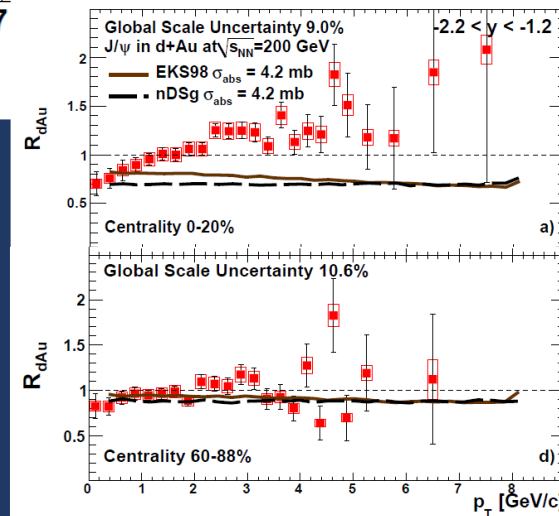 7
Global Scale Uncertainty 9.0% -2.2 < y < -1.2
J/ψ in d+Au at √sNN=200 GeV
EKS98 σabs = 4.2 mb
nDSg σabs = 4.2 mb
2
1.5
1
0.5
RdAu
Centrality 0-20% a)
Global Scale Uncertainty 10.6%
2
1.5
1
0.5
RdAu
Centrality 60-88% d)
0 1 2 3 4 5 6 7 8
pT [GeV/c